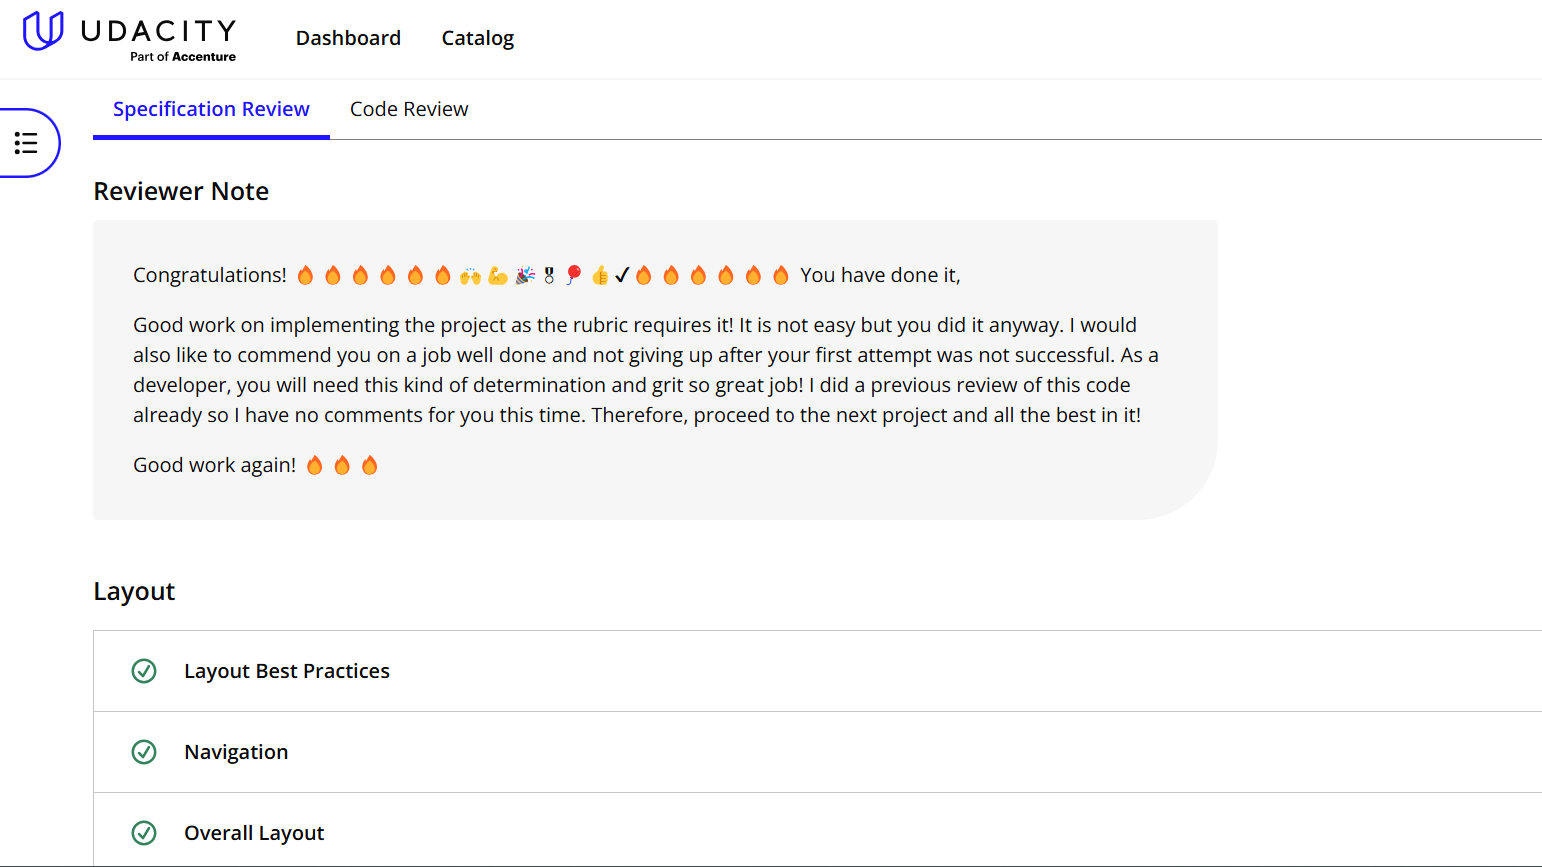 UDACITY
Part of Accenture
Dashboard
Catalog
Specification Review
Code Review
Reviewer Note
Congratulations! 🔥 🔥 🔥 🔥 🔥 🔥 🙌 💪 🎉 🎖 🎈 👍 ✔🔥 🔥 🔥 🔥 🔥 🔥 You have done it,
Good work on implementing the project as the rubric requires it! It is not easy but you did it anyway. I would
also like to commend you on a job well done and not giving up after your first attempt was not successful. As a
developer, you will need this kind of determination and grit so great job! I did a previous review of this code
already so I have no comments for you this time. Therefore, proceed to the next project and all the best in it!
Good work again! 🔥 🔥 🔥
Layout
Layout Best Practices
Navigation
Overall Layout